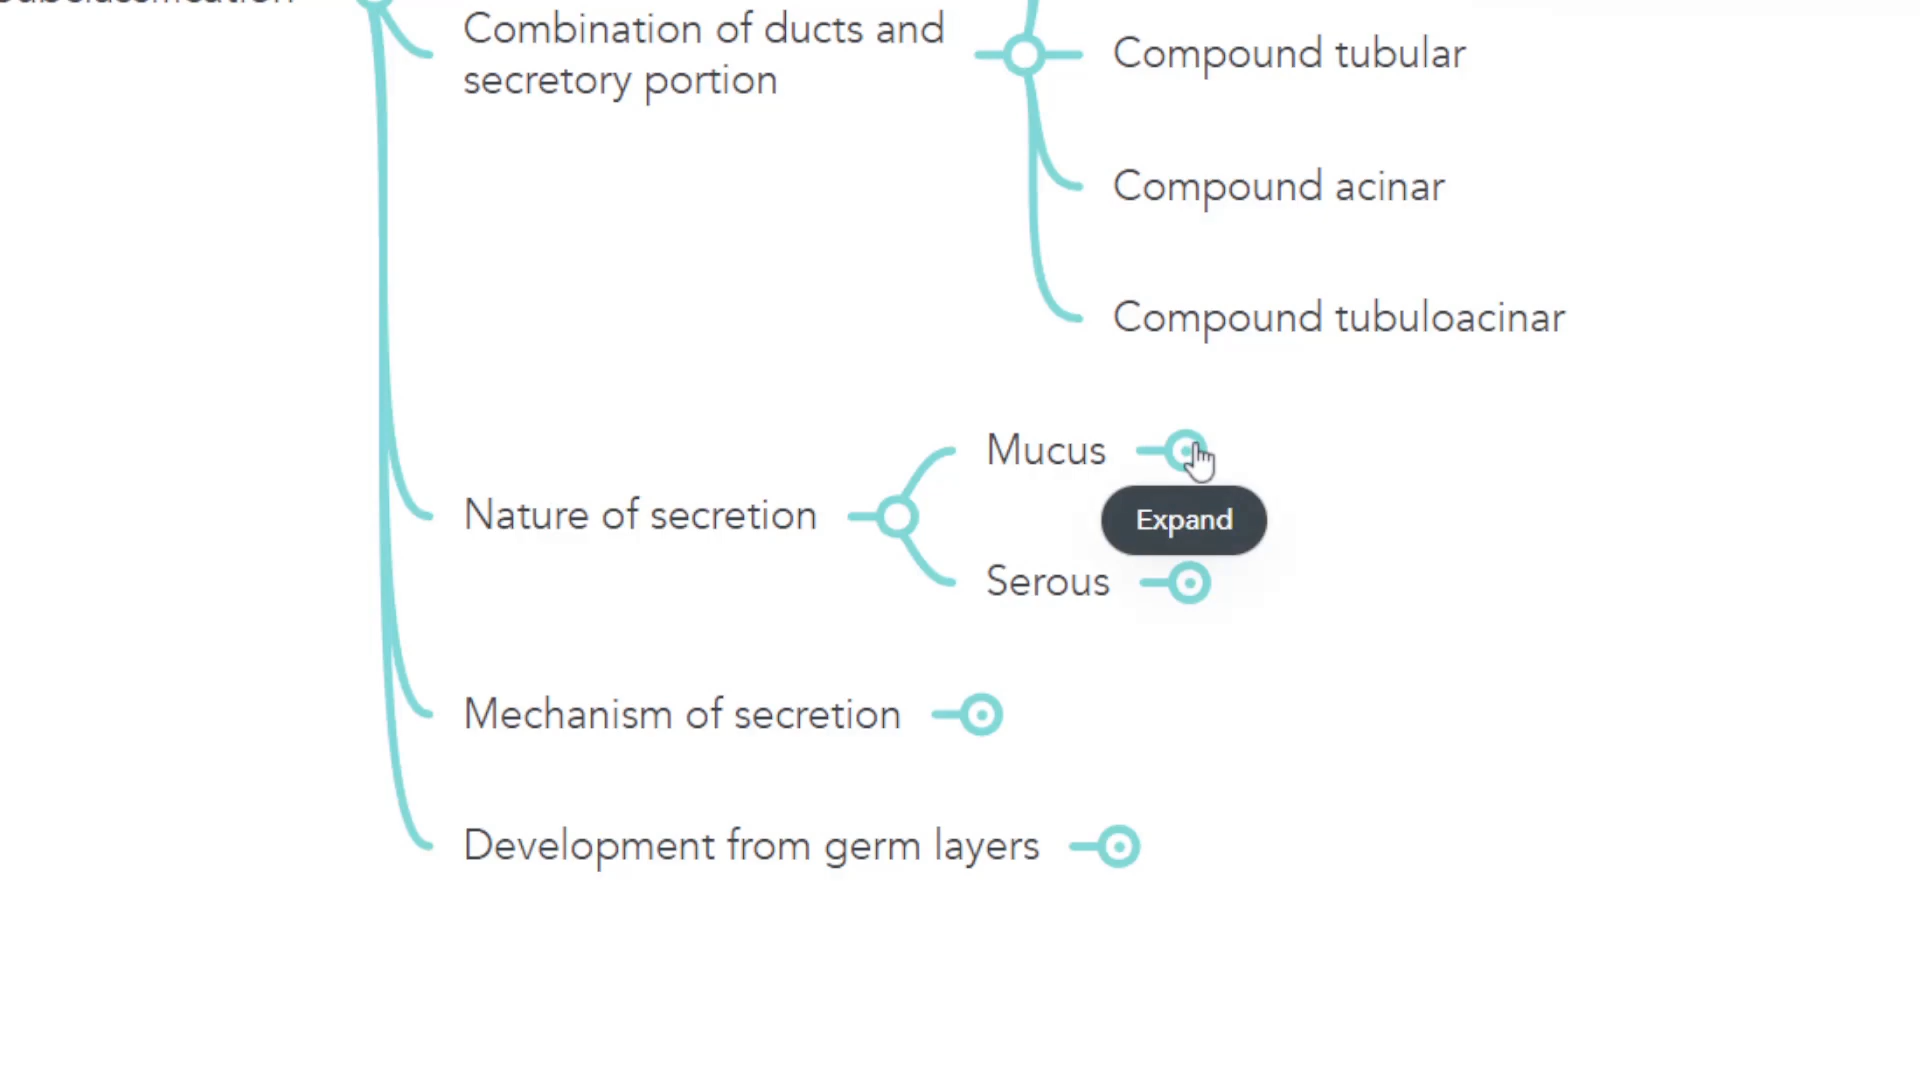 Subclassification
Combination of ducts and
secretory portion
Compound tubular
Compound acinar
Compound tubuloacinar
Mucus
Expand
Nature of secretion
Serous
Mechanism of secretion
Development from germ layers